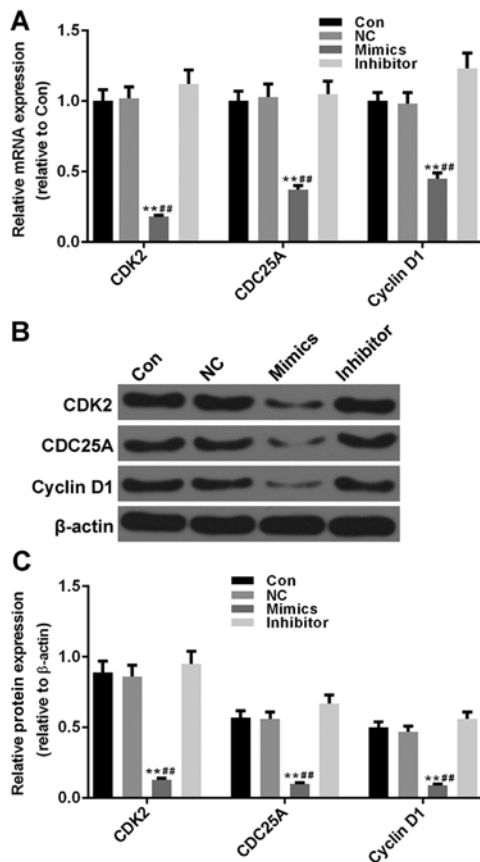 A
Relative mRNA expression
(relative to Con)
1.5
1.0
0.5
0.0
Con
NC
Mimics
Inhibitor
**##
**##
**##
CDK2
CDC25A
Cyclin D1
B
Con
NC
Mimics
Inhibitor
CDK2
CDC25A
Cyclin D1
β-actin
C
Relative protein expression
(relative to β-actin)
1.5
1.0
0.5
0.0
Con
NC
Mimics
Inhibitor
**##
**##
**##
CDK2
CDC25A
Cyclin D1